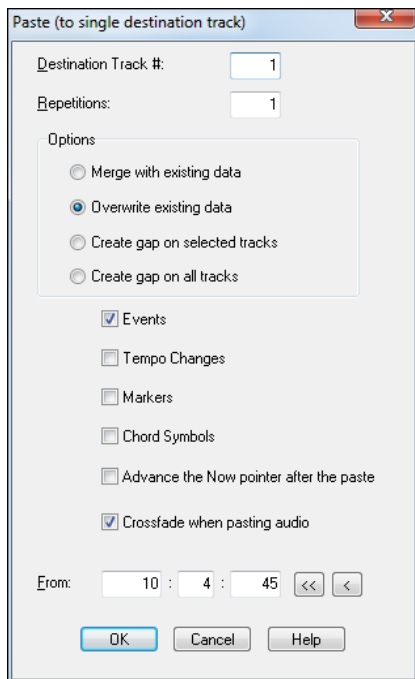 Paste (to single destination track)
Destination Track #: 1
Repetitions: 1
Options
Merge with existing data
Overwrite existing data
Create gap on selected tracks
Create gap on all tracks
Events
Tempo Changes
Markers
Chord Symbols
Advance the Now pointer after the paste
Crossfade when pasting audio
From: 10 : 4 : 45 << <
OK Cancel Help